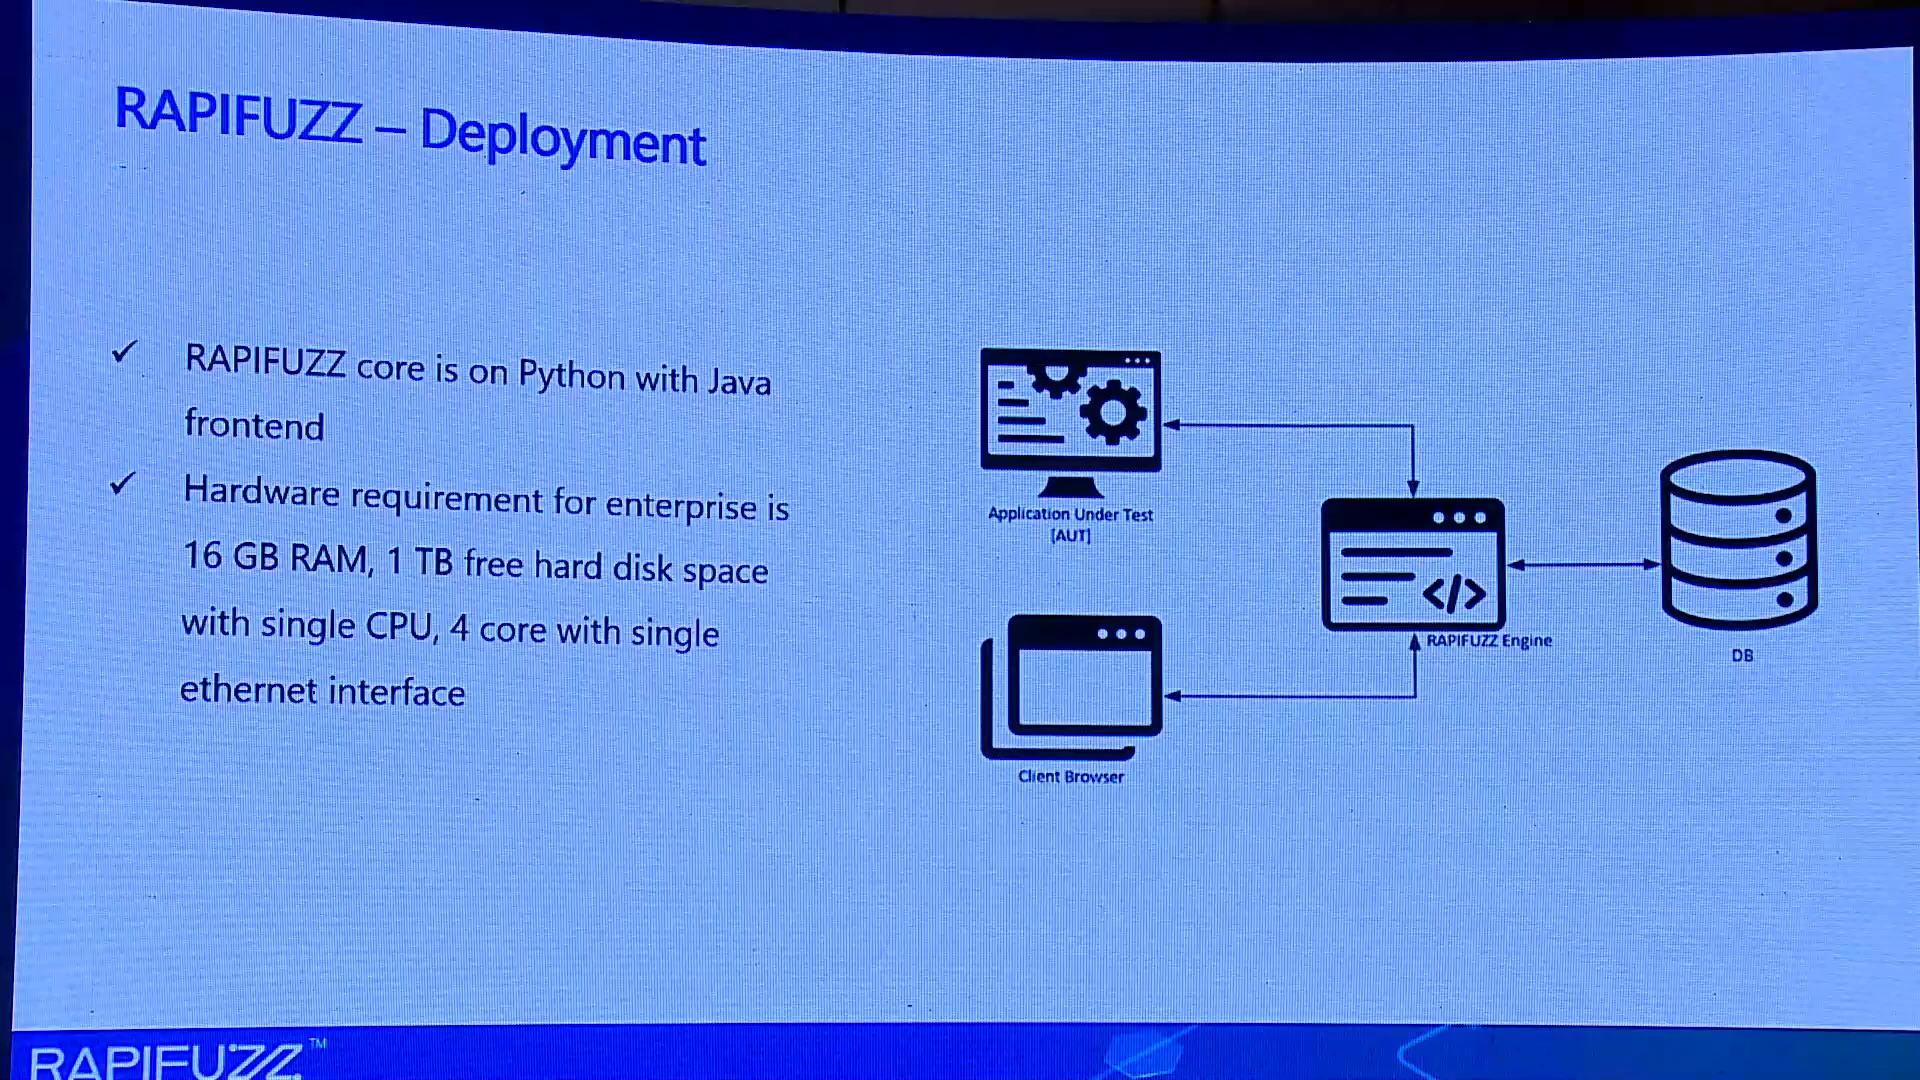 RAPIFUZZ – Deployment
✓ RAPIFUZZ core is on Python with Java
frontend
✓ Hardware requirement for enterprise is
16 GB RAM, 1 TB free hard disk space
with single CPU, 4 core with single
ethernet interface
Application Under Test
[AUT]
</>
RAPIFUZZ Engine
DB
Client Browser
RAPIFUZZ™